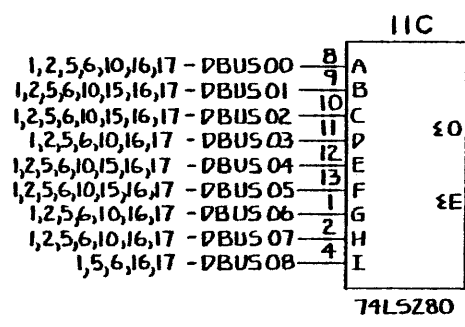 11C
1,2,5,6,10,16,17 - DBUS 00 8 A
1,2,5,6,10,15,16,17 - DBUS 01 9 B
1,2,5,6,10,15,16,17 - DBUS 02 10 C
1,2,5,6,10,16,17 - DBUS 03 11 D ΣO
1,2,5,6,10,15,16,17 - DBUS 04 12 E
1,2,5,6,10,15,16,17 - DBUS 05 13 F
1,2,5,6,10,16,17 - DBUS 06 1 G ΣE
1,2,5,6,10,16,17 - DBUS 07 2 H
1,5,6,16,17 - DBUS 08 4 I
74LS280